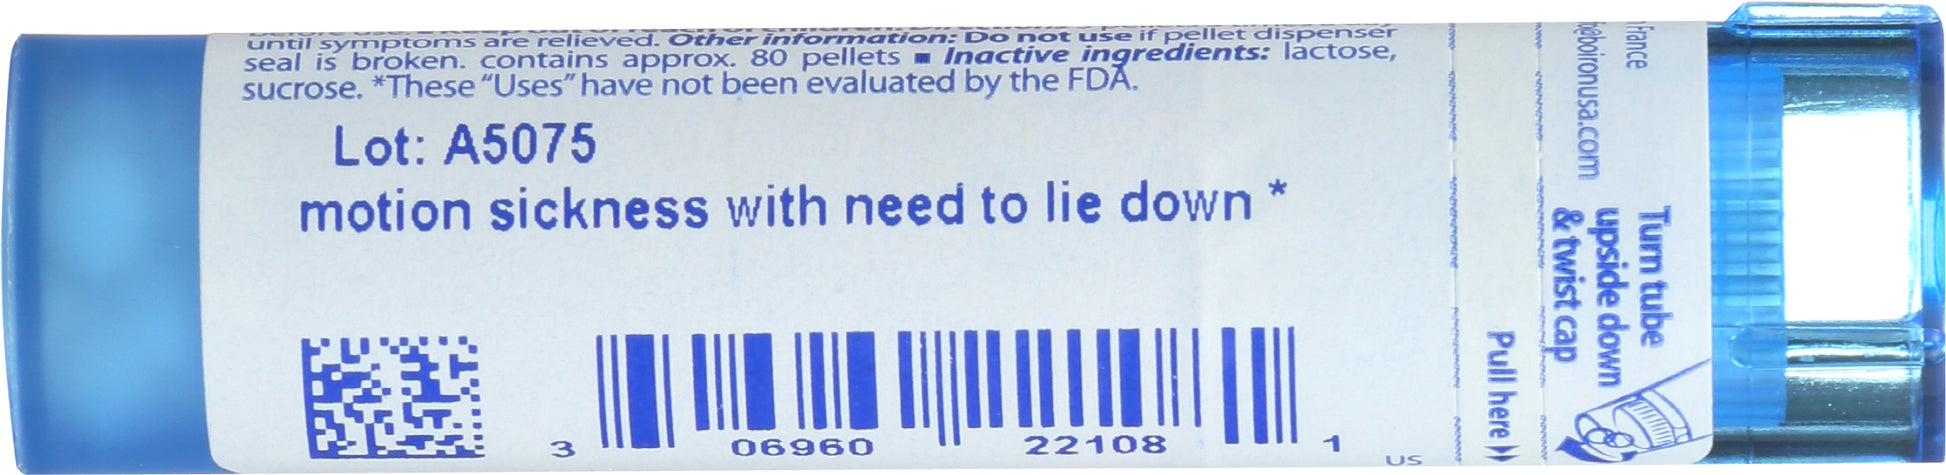 until symptoms are relieved. Other information: Do not use if pellet dispenser
seal is broken. contains approx. 80 pellets ■ Inactive ingredients: lactose,
sucrose. *These “Uses” have not been evaluated by the FDA.
Lot: A5075
motion sickness with need to lie down *
3 06960 22108 1
US
Pull here
France
@boironusa.com
Turn tube
upside down
& twist cap